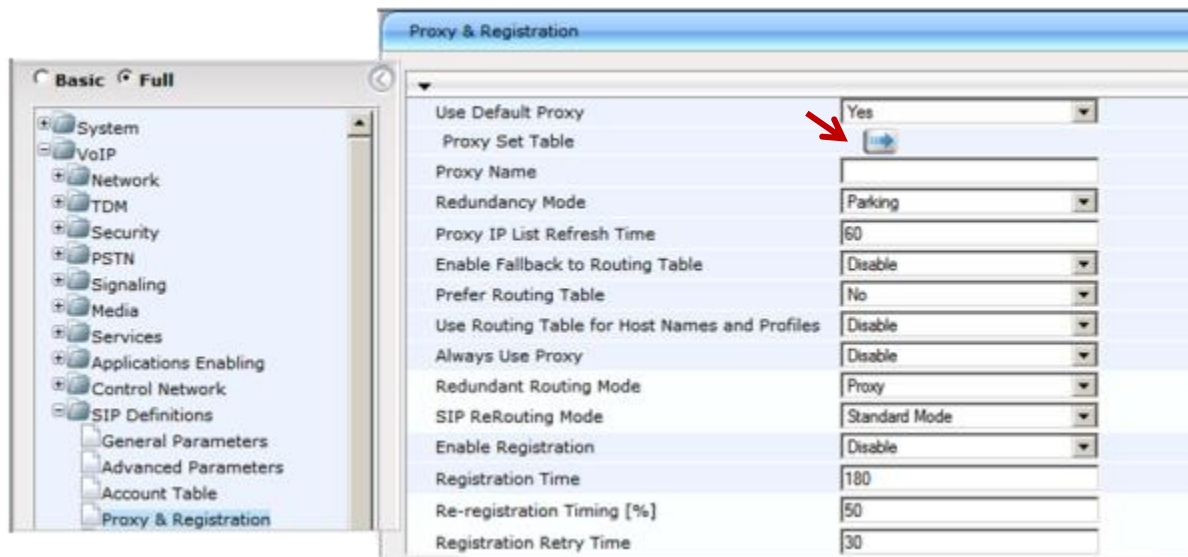 Proxy & Registration
Basic Full
System
VoIP
Network
TDM
Security
PSTN
Signaling
Media
Services
Applications Enabling
Control Network
SIP Definitions
General Parameters
Advanced Parameters
Account Table
Proxy & Registration
Use Default Proxy Yes
Proxy Set Table
Proxy Name
Redundancy Mode Parking
Proxy IP List Refresh Time 60
Enable Fallback to Routing Table Disable
Prefer Routing Table No
Use Routing Table for Host Names and Profiles Disable
Always Use Proxy Disable
Redundant Routing Mode Proxy
SIP ReRouting Mode Standard Mode
Enable Registration Disable
Registration Time 180
Re-registration Timing [%] 50
Registration Retry Time 30